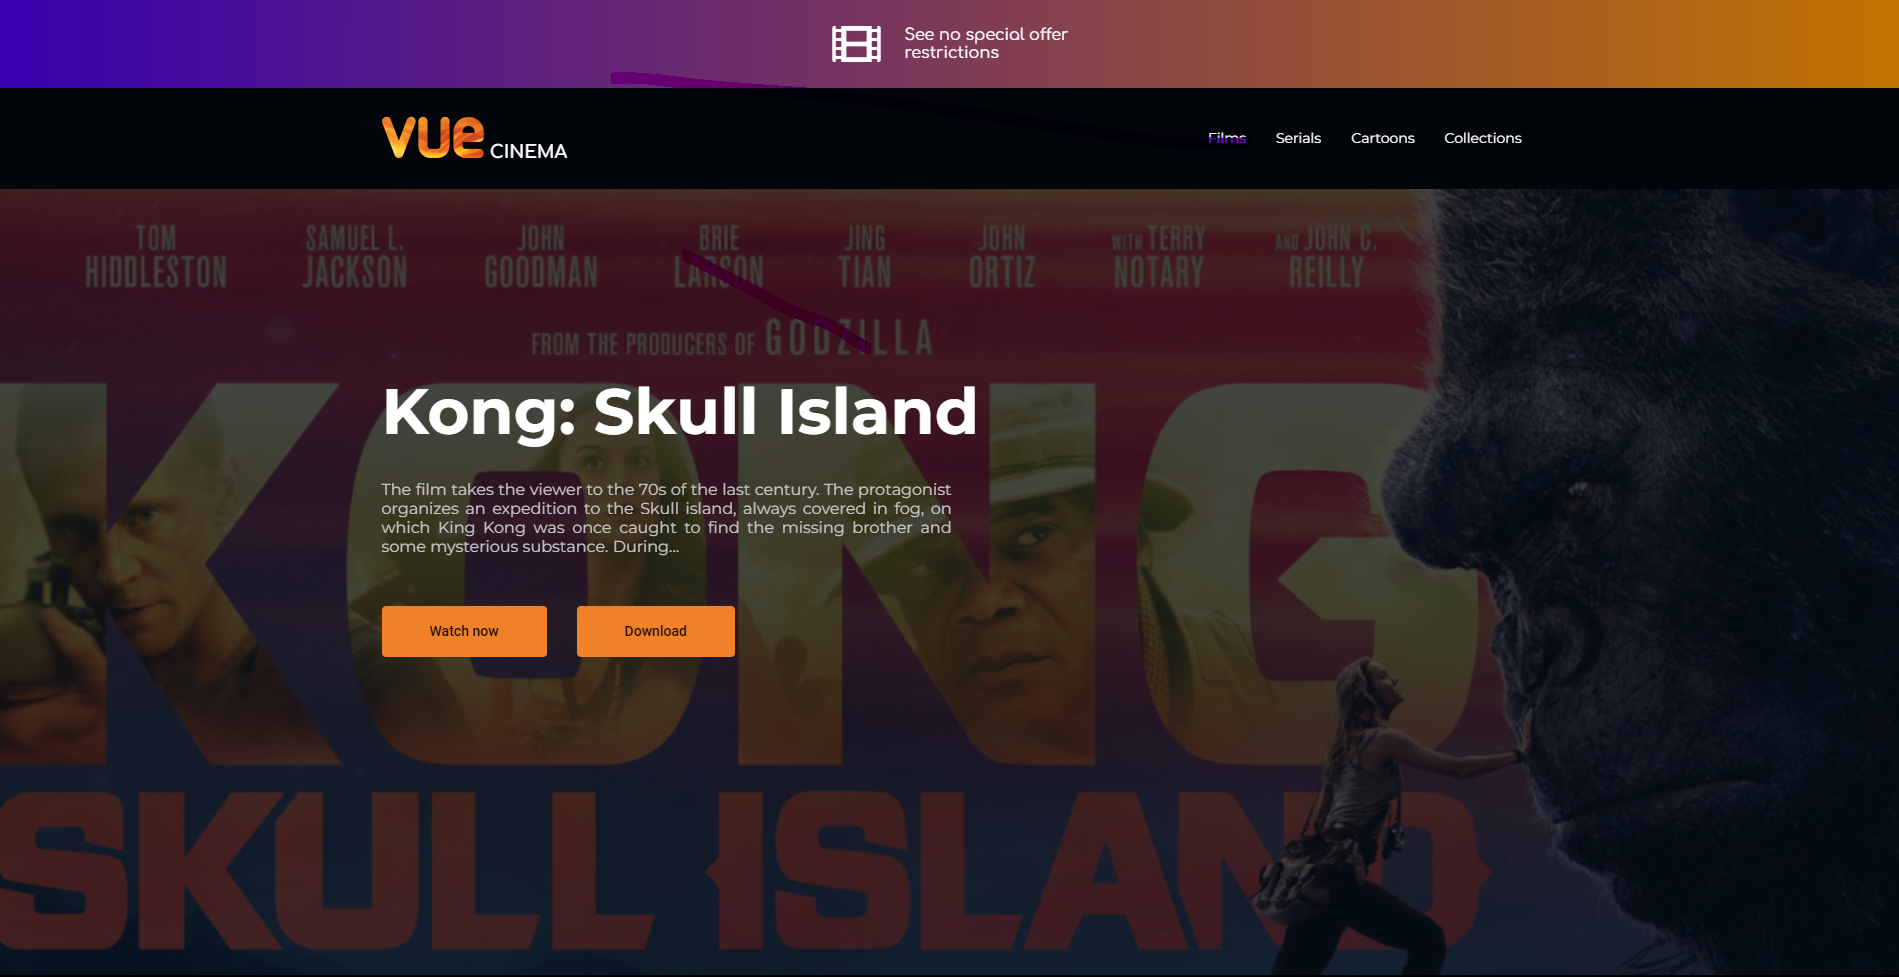 See no special offer
restrictions
vue CINEMA
Films Serials Cartoons Collections
TOM HIDDLESTON
SAMUEL L. JACKSON
JOHN GOODMAN
BRIE LARSON
JING TIAN
JOHN ORTIZ
WITH TERRY NOTARY
AND JOHN C. REILLY
FROM THE PRODUCERS OF GODZILLA
KONG
Kong: Skull Island
The film takes the viewer to the 70s of the last century. The protagonist
organizes an expedition to the Skull island, always covered in fog, on
which King Kong was once caught to find the missing brother and
some mysterious substance. During...
Watch now Download
SKULL ISLAND